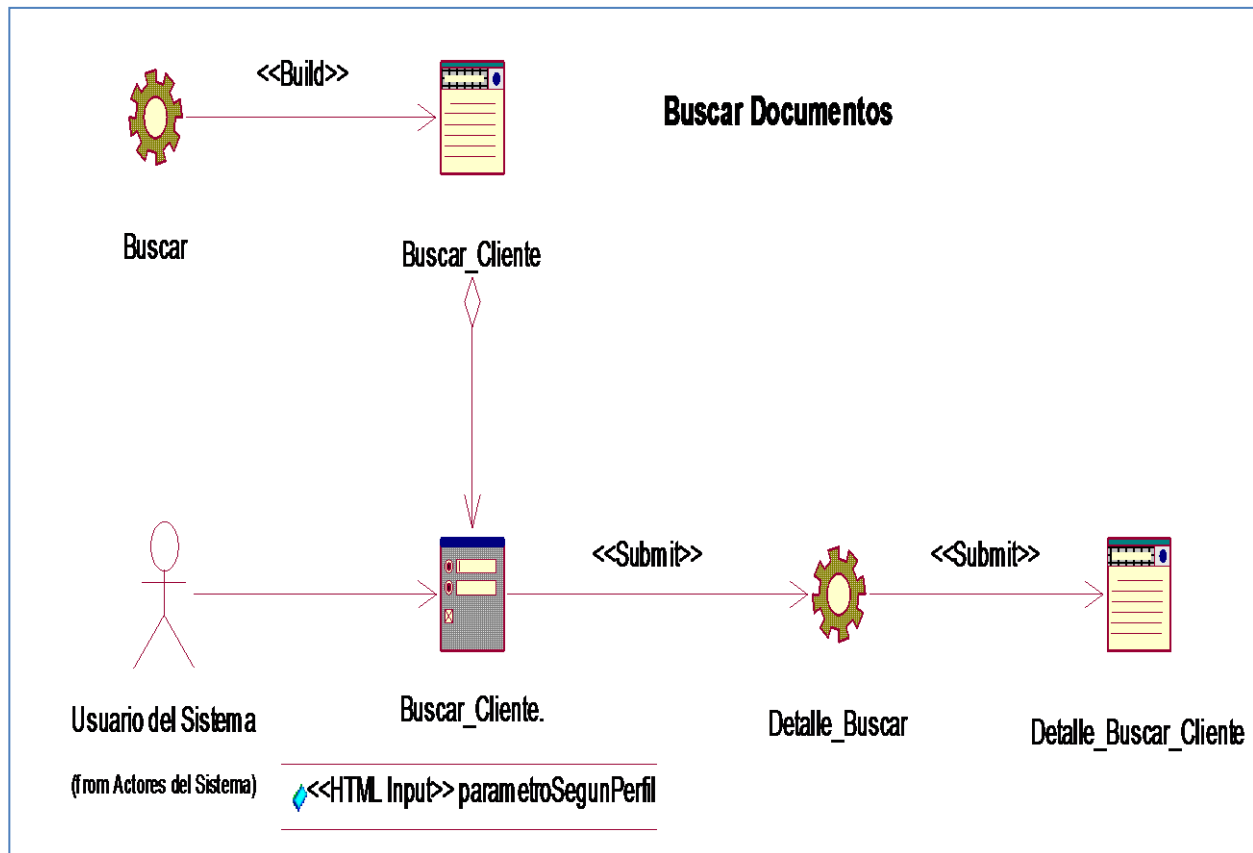 <<Build>>
Buscar Documentos
Buscar
Buscar_Cliente
<<Submit>>
<<Submit>>
Usuario del Sistema
(from Actores del Sistema)
Buscar_Cliente.
<<HTML Input>> parametroSegunPerfil
Detalle_Buscar
Detalle_Buscar_Cliente